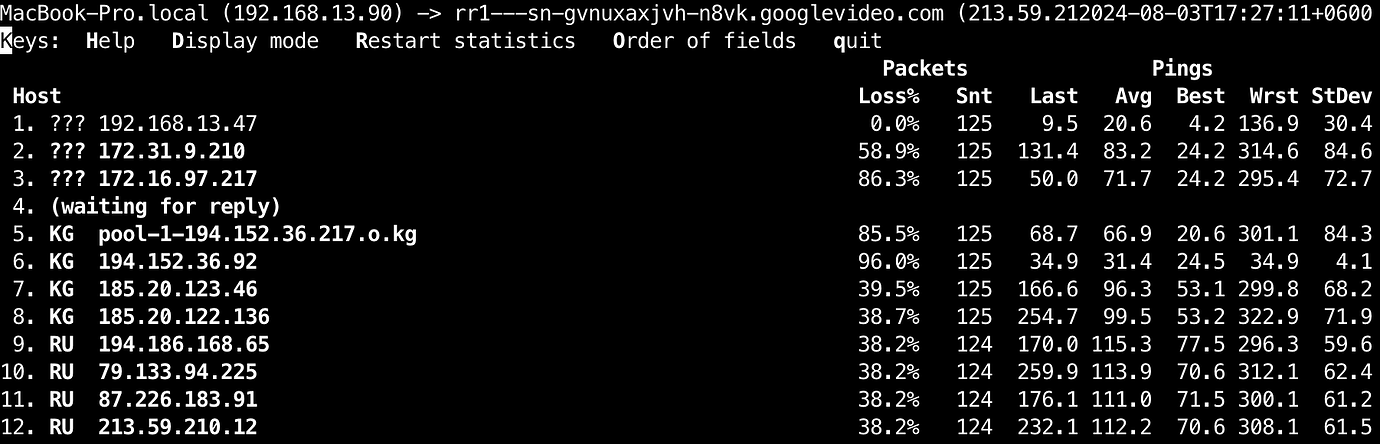 MacBook-Pro.local (192.168.13.90) -> rr1---sn-gvnuxaxjvh-n8vk.googlevideo.com (213.59.212024-08-03T17:27:11+0600
Keys:  Help   Display mode   Restart statistics   Order of fields   quit
Packets               Pings
Host                  Loss%   Snt   Last   Avg  Best  Wrst StDev
1. ??? 192.168.13.47   0.0%   125    9.5  20.6   4.2 136.9  30.4
2. ??? 172.31.9.210   58.9%   125  131.4  83.2  24.2 314.6  84.6
3. ??? 172.16.97.217  86.3%   125   50.0  71.7  24.2 295.4  72.7
4. (waiting for reply)
5. KG  pool-1-194.152.36.217.o.kg  85.5%   125   68.7  66.9  20.6 301.1  84.3
6. KG  194.152.36.92  96.0%   125   34.9  31.4  24.5  34.9   4.1
7. KG  185.20.123.46  39.5%   125  166.6  96.3  53.1 299.8  68.2
8. KG  185.20.122.136  38.7%   125  254.7  99.5  53.2 322.9  71.9
9. RU  194.186.168.65  38.2%   124  170.0 115.3  77.5 296.3  59.6
10. RU  79.133.94.225  38.2%   124  259.9 113.9  70.6 312.1  62.4
11. RU  87.226.183.91  38.2%   124  176.1 111.0  71.5 300.1  61.2
12. RU  213.59.210.12  38.2%   124  232.1 112.2  70.6 308.1  61.5